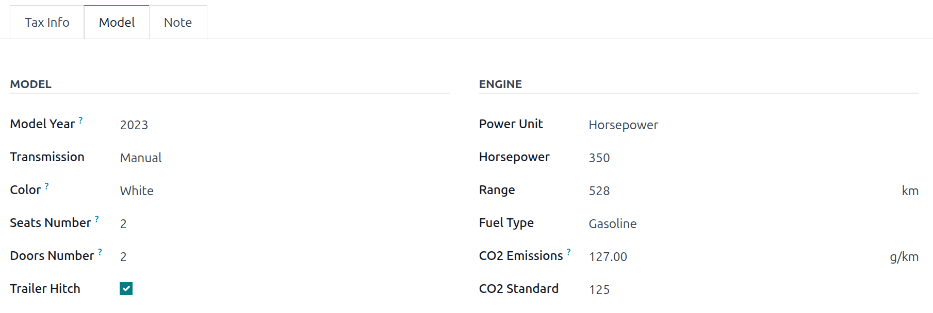 Tax Info Model Note
MODEL
Model Year ? 2023
Transmission Manual
Color ? White
Seats Number ? 2
Doors Number ? 2
Trailer Hitch
ENGINE
Power Unit Horsepower
Horsepower 350
Range 528 km
Fuel Type Gasoline
CO2 Emissions ? 127.00 g/km
CO2 Standard 125